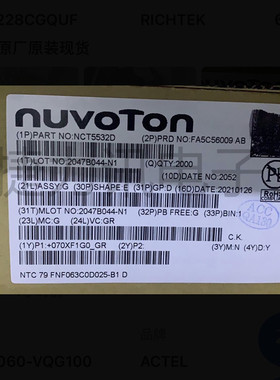 228CGQUF
RICHTEK
原厂原装现货
nuvoTon
(1P)PART NO:NCT5532D (2P)PRD NO:FA5C56009 AB
(1T)LOT NO:2047B044-N1 (Q)QTY:2000
(10D)DATE NO:2052
(21L)ASSY:G (30P)SHAPE:E (31P)GP:D (16D)DATE:20210126
(31T)MLOT NO:2047B044-N1 (32P)PB FREE:G (33P)BIN:1
(23L)MC:G (24L)VC:GR
C.K.
(1Y)P1:+070XF1G0_GR (2Y)P2: (3Y)M:N (4Y)D:Y
NTC 79 FNF063C0D025-B1 D
ACC
060-VQG100
ACTEL